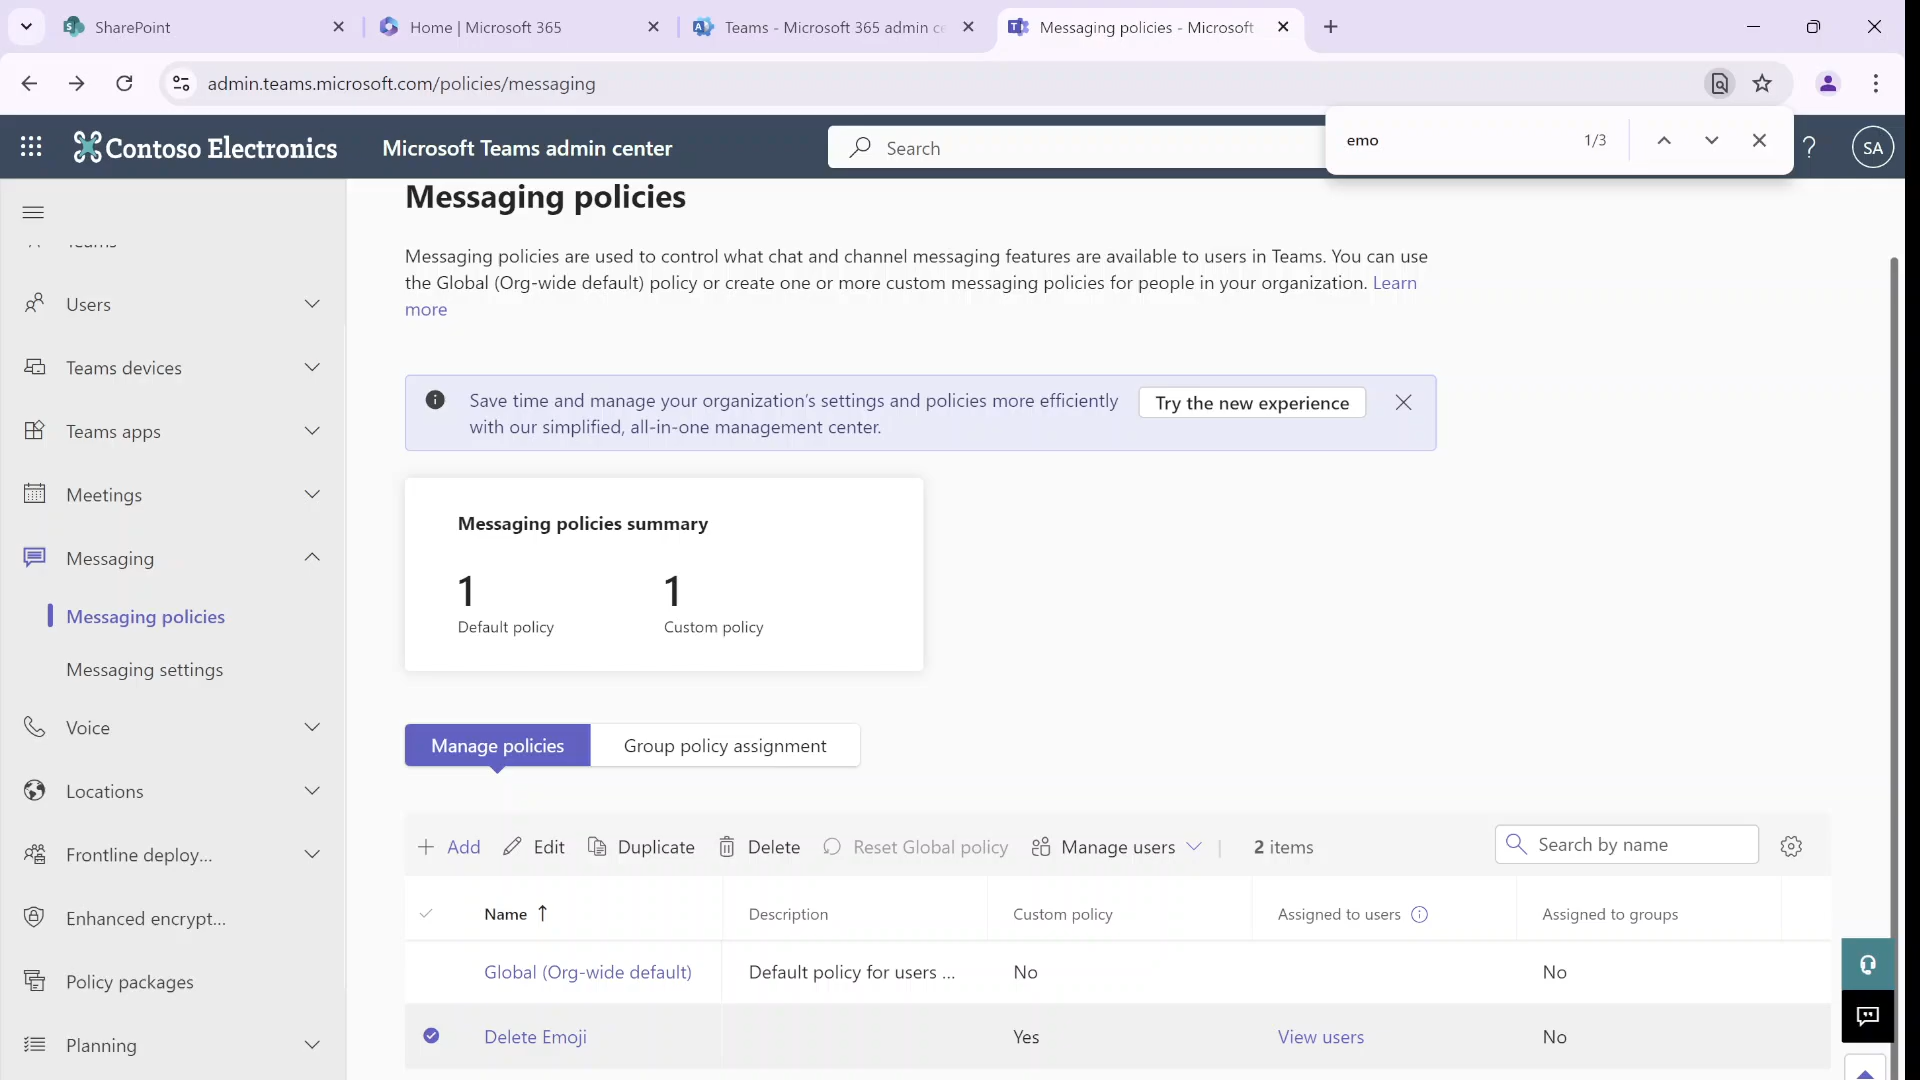 SharePoint
Home | Microsoft 365
Teams - Microsoft 365 admin ce
Messaging policies - Microsoft
admin.teams.microsoft.com/policies/messaging
Contoso Electronics
Microsoft Teams admin center
Search
emo
1/3
?
SA
Teams
Users
Teams devices
Teams apps
Meetings
Messaging
Messaging policies
Messaging settings
Voice
Locations
Frontline deploy...
Enhanced encrypt...
Policy packages
Planning
Messaging policies
Messaging policies are used to control what chat and channel messaging features are available to users in Teams. You can use
the Global (Org-wide default) policy or create one or more custom messaging policies for people in your organization. Learn
more
Save time and manage your organization's settings and policies more efficiently
with our simplified, all-in-one management center.
Try the new experience
Messaging policies summary
1
Default policy
1
Custom policy
Manage policies
Group policy assignment
Add
Edit
Duplicate
Delete
Reset Global policy
Manage users
2 items
Search by name
Name ↑
Description
Custom policy
Assigned to users
Assigned to groups
Global (Org-wide default)
Default policy for users ...
No
No
Delete Emoji
Yes
View users
No